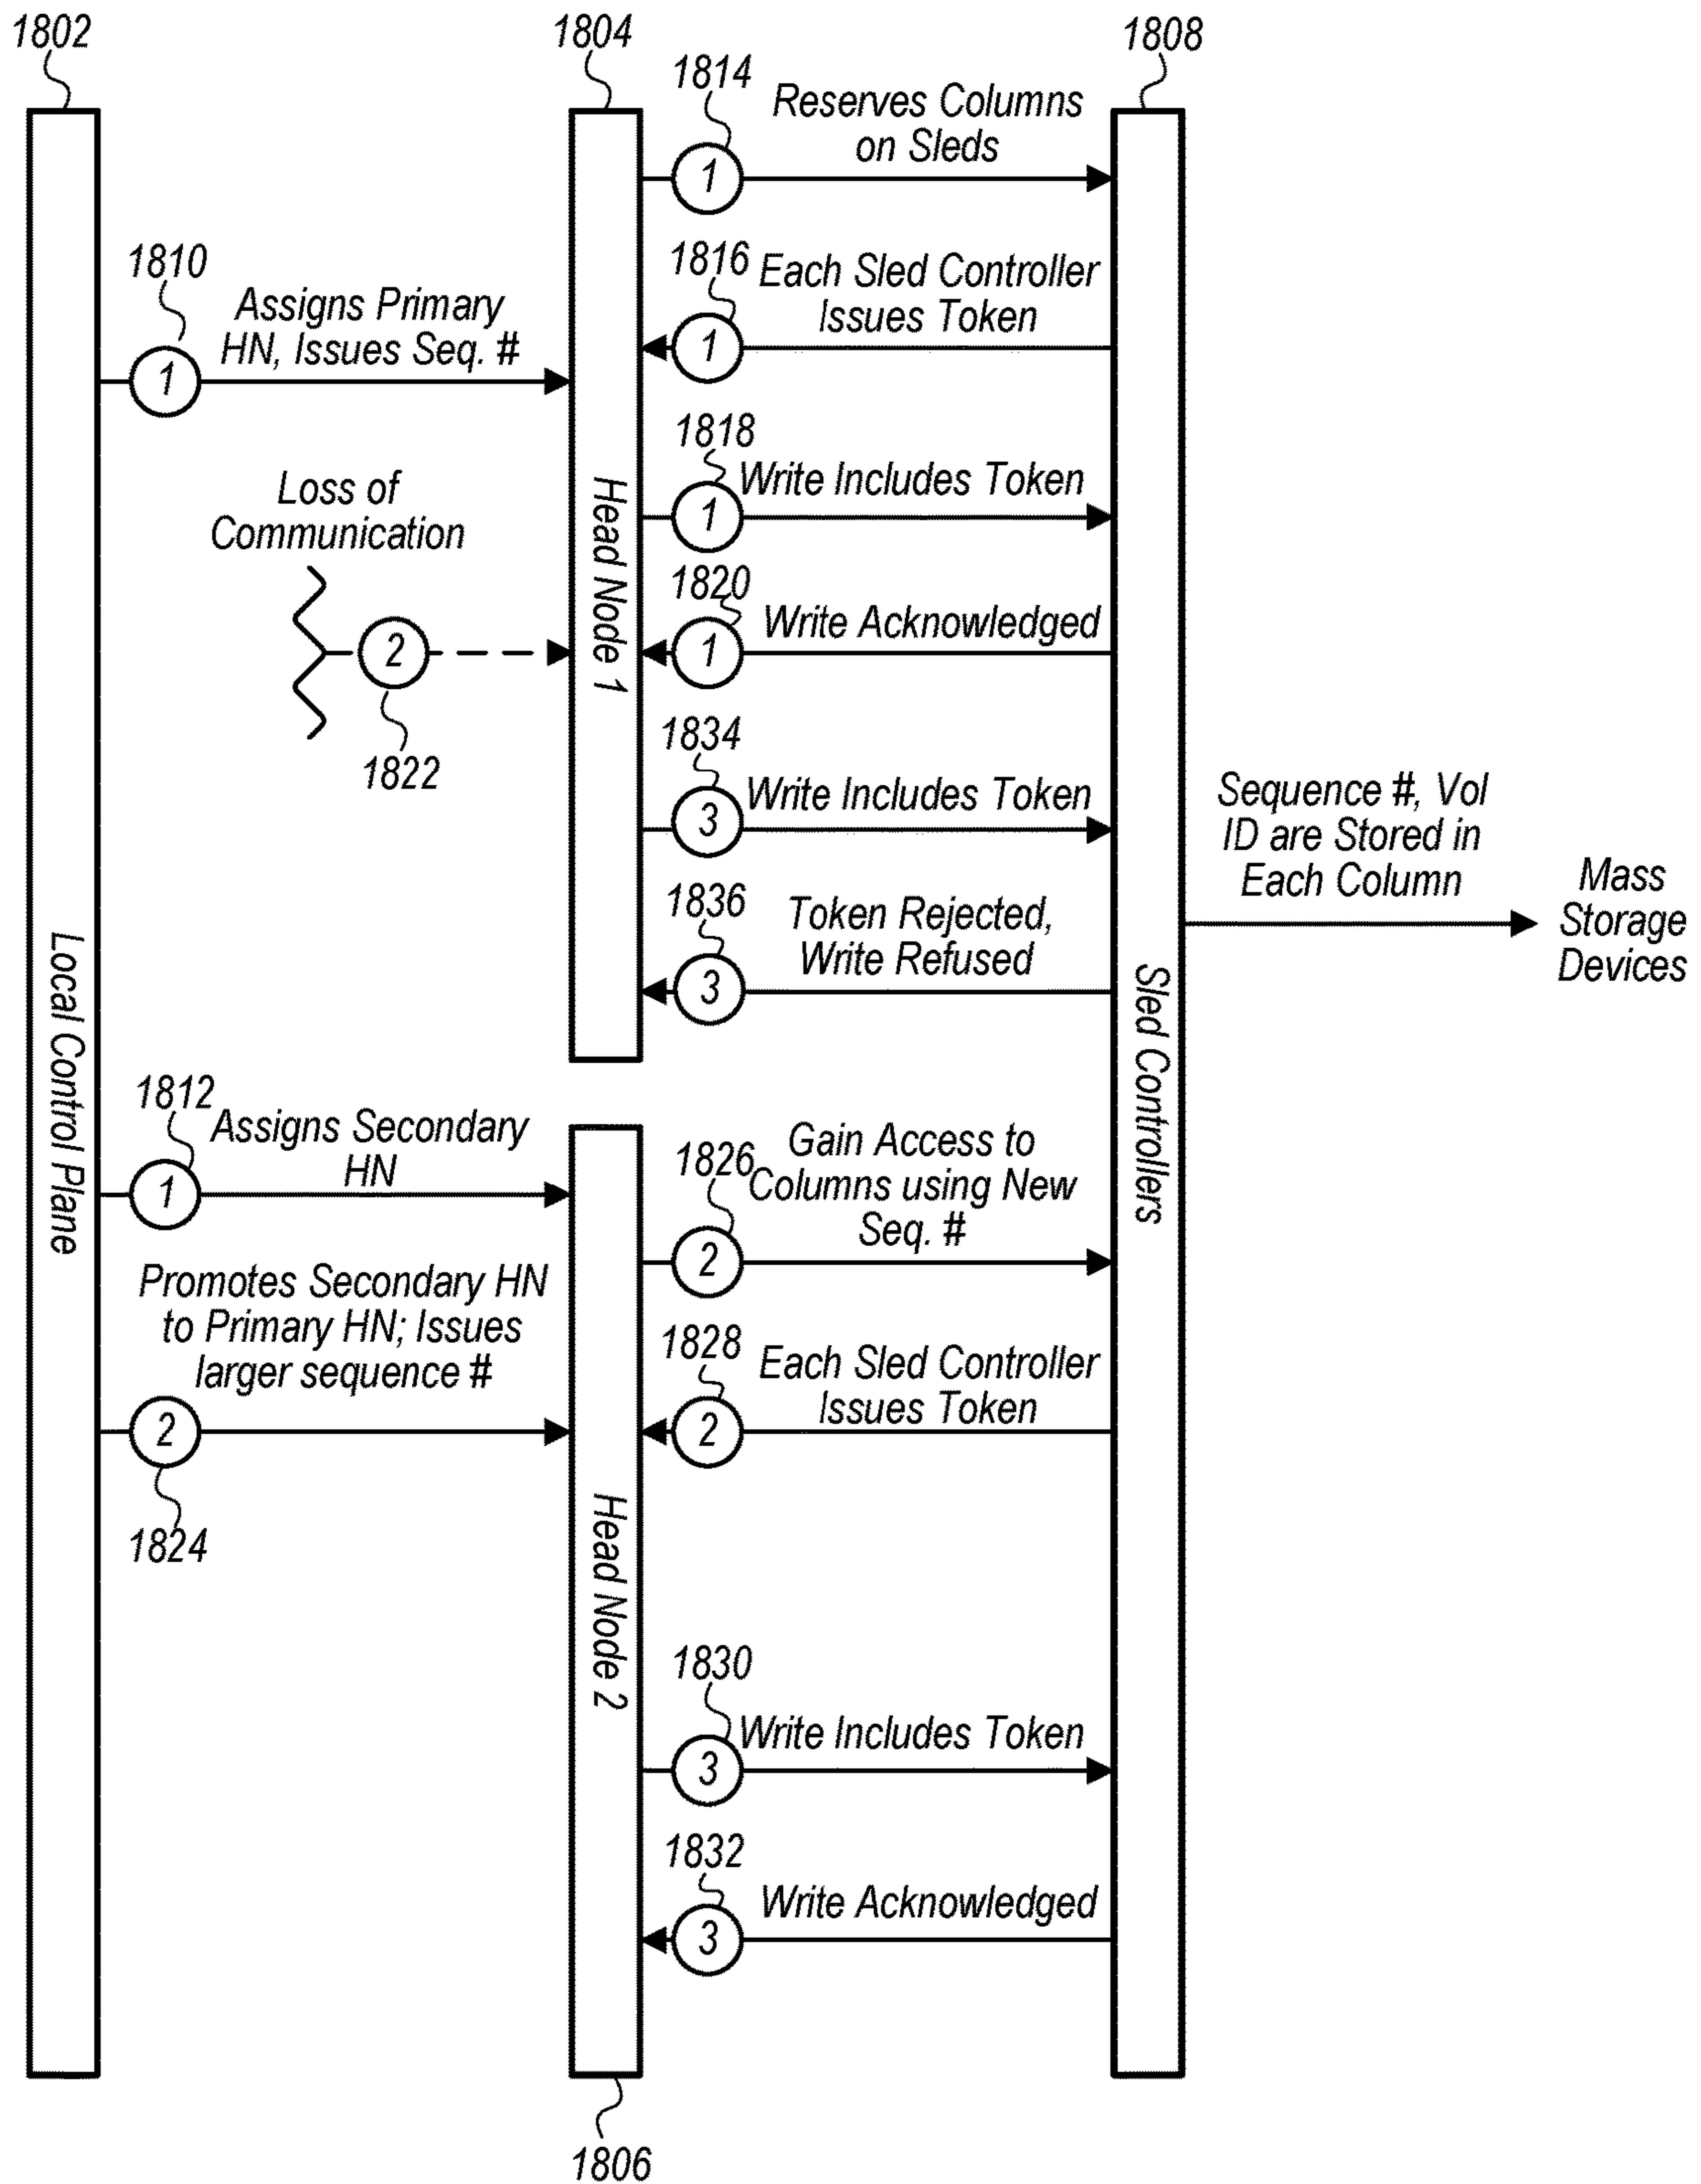 1802
1804
1808
1814
Reserves Columns
on Sleds
1
1810
Assigns Primary
HN, Issues Seq. #
1
1816
Each Sled Controller
Issues Token
1
1818
Write Includes Token
1
Loss of
Communication
2
1822
1820
Write Acknowledged
1
Head Node 1
1834
Write Includes Token
3
1836
Token Rejected,
Write Refused
3
Sequence #, Vol
ID are Stored in
Each Column
Mass
Storage
Devices
Local Control Plane
Sled Controllers
1812
Assigns Secondary
HN
1
1826
Gain Access to
Columns using New
Seq. #
2
Promotes Secondary HN
to Primary HN; Issues
larger sequence #
2
1824
1828
Each Sled Controller
Issues Token
2
Head Node 2
1830
Write Includes Token
3
1832
Write Acknowledged
3
1806